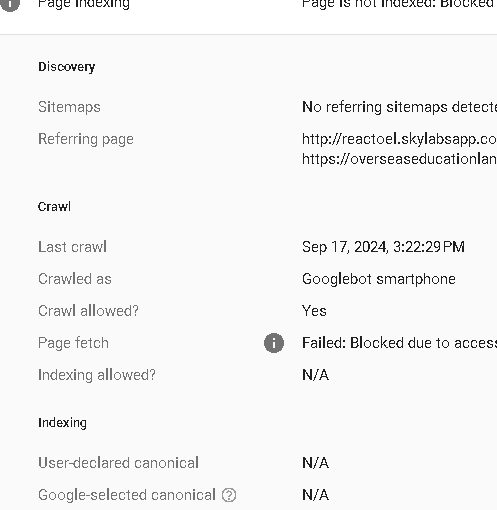 Page indexing
Page is not indexed: Blocked
Discovery
Sitemaps
No referring sitemaps detecte
Referring page
http://reactoel.skylabsapp.co
https://overseaseducationlan
Crawl
Last crawl
Sep 17, 2024, 3:22:29 PM
Crawled as
Googlebot smartphone
Crawl allowed?
Yes
Page fetch
Failed: Blocked due to access
Indexing allowed?
N/A
Indexing
User-declared canonical
N/A
Google-selected canonical
N/A